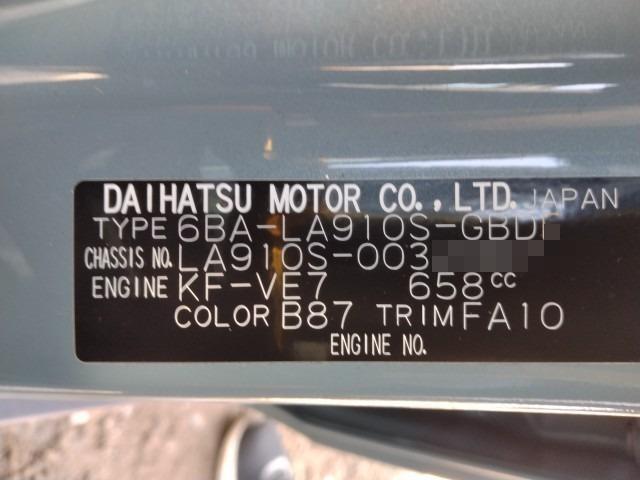 DAIHATSU MOTOR CO., LTD. JAPAN
TYPE 6BA-LA910S-GBD
CHASSIS NO. LA910S-003
ENGINE KF-VE7 658cc
COLOR B87 TRIM FA10
ENGINE NO.